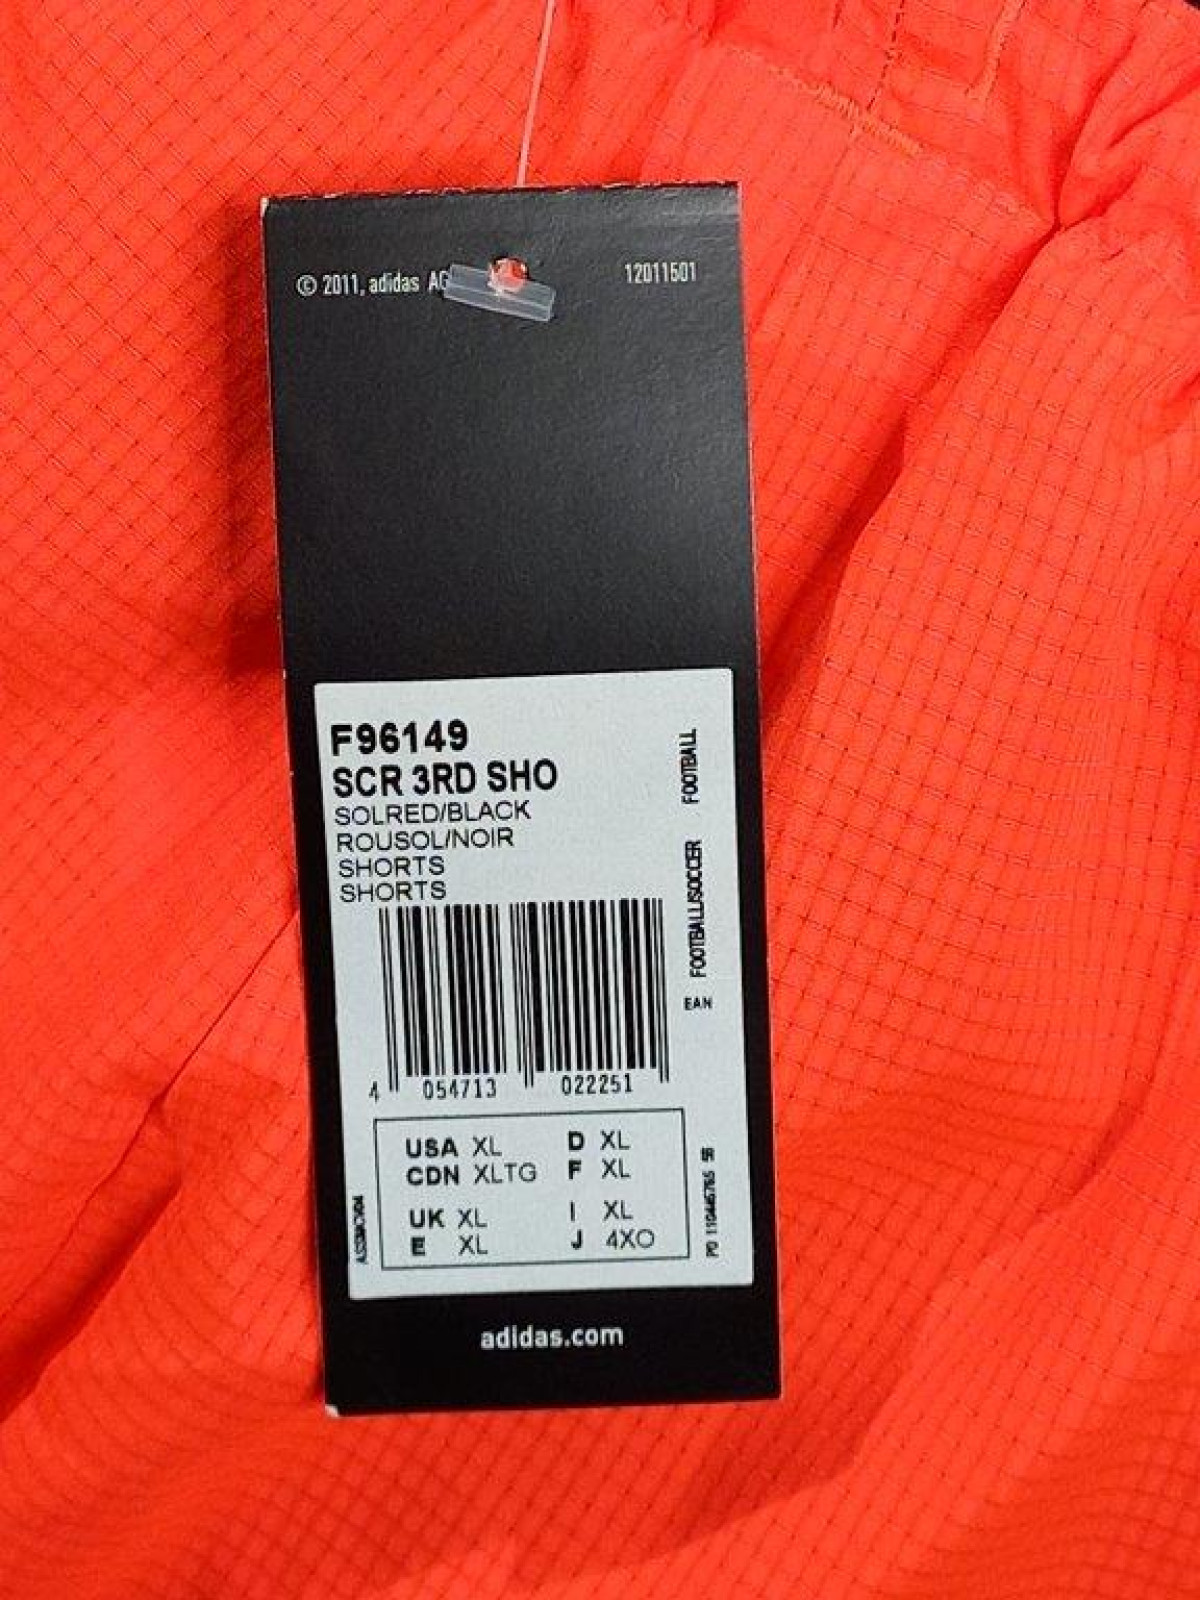 © 2011, adidas AG
12011501
F96149
SCR 3RD SHO
SOLRED/BLACK
ROUSOL/NOIR
SHORTS
SHORTS
FOOTBALL/SOCCER FOOTBALL
EAN
4 054713 022251
USA XL D XL
CDN XLTG F XL
UK XL I XL
E XL J 4XO
adidas.com